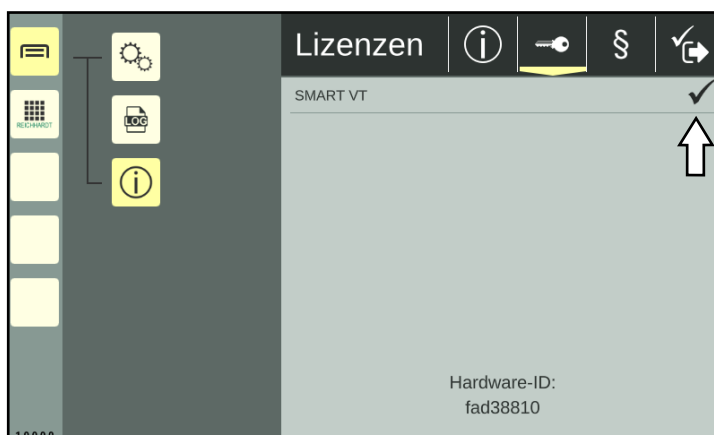 Lizenzen
§
REICHHARDT
SMART VT
LOG
Hardware-ID:
fad38810